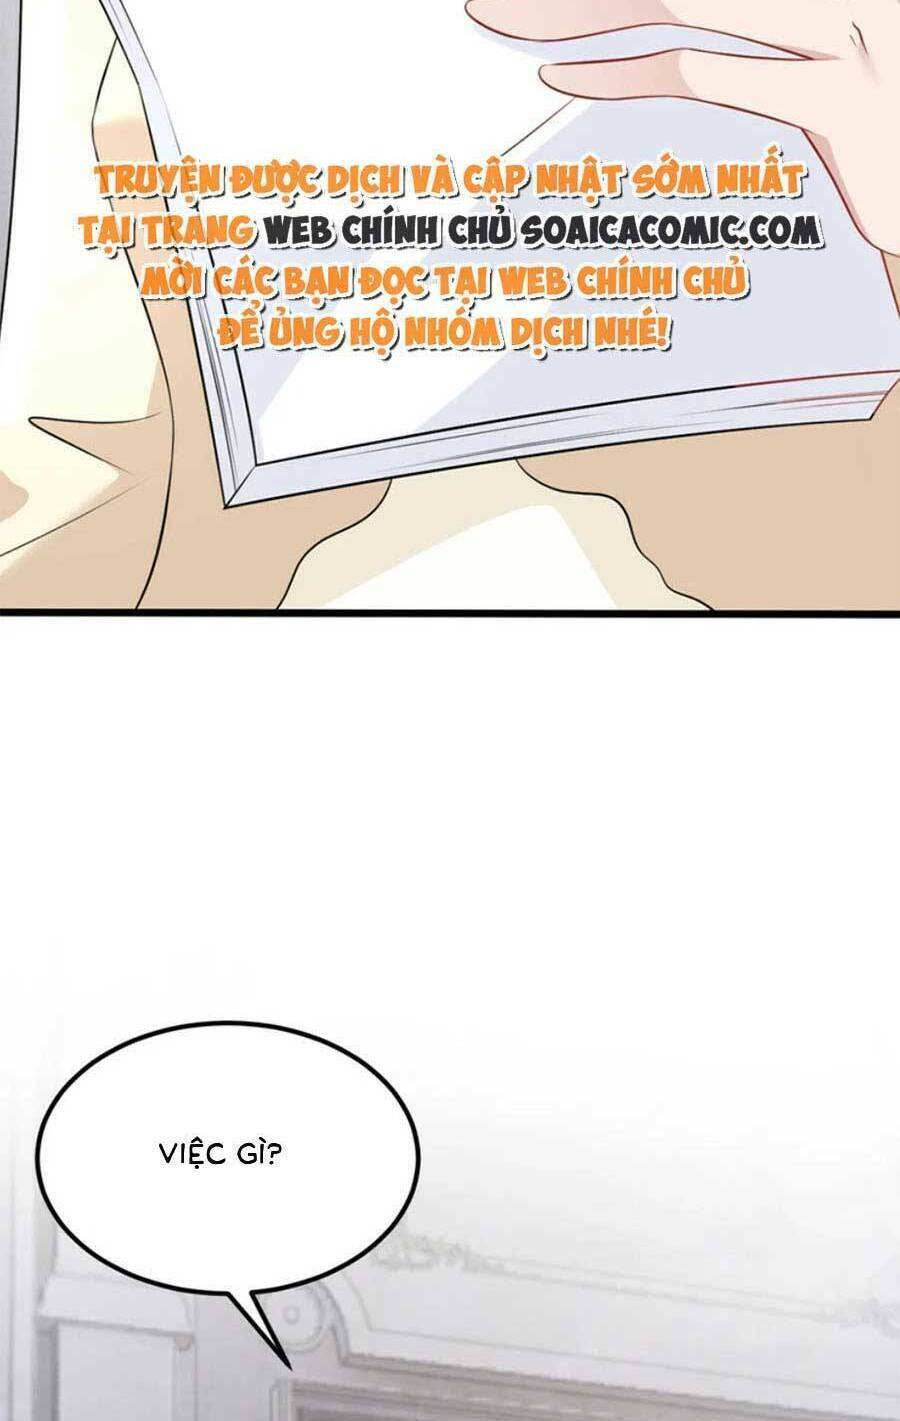 TRUYỆN ĐƯỢC DỊCH VÀ CẬP NHẬT SỚM NHẤT
TẠI TRANG WEB CHÍNH CHỦ SOAICACOMIC.COM
MỜI CÁC BẠN ĐỌC TẠI WEB CHÍNH CHỦ
ĐỂ ỦNG HỘ NHÓM DỊCH NHÉ!
VIỆC GÌ?